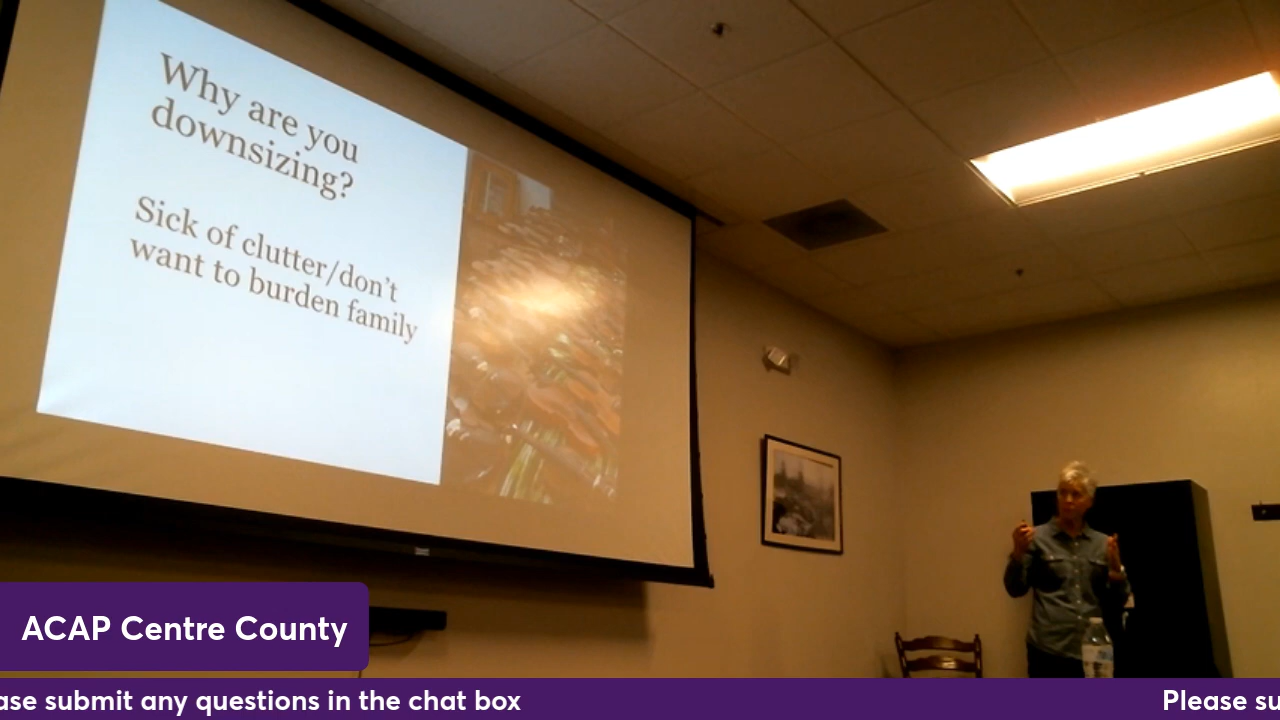 Why are you
downsizing?
Sick of clutter/don't
want to burden family
ACAP Centre County
ase submit any questions in the chat box
Please su